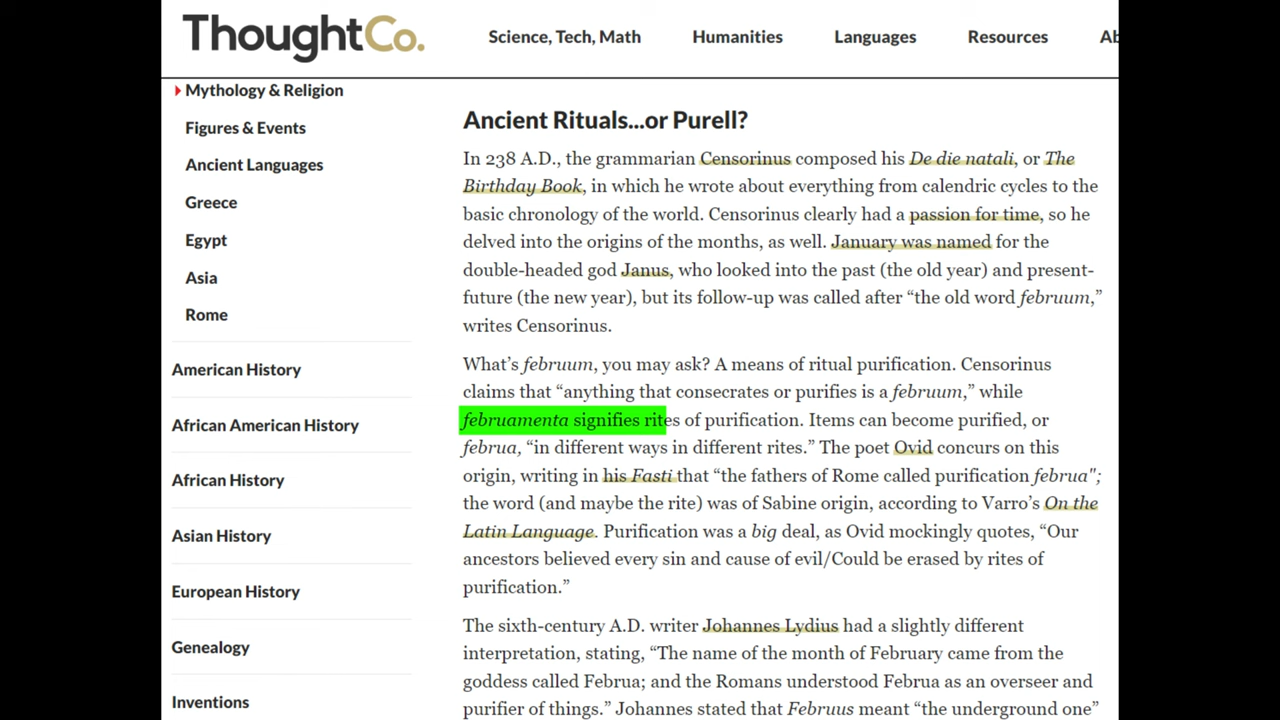 ThoughtCo.
Science, Tech, Math Humanities Languages Resources Ab
Mythology & Religion
Figures & Events
Ancient Languages
Greece
Egypt
Asia
Rome
American History
African American History
African History
Asian History
European History
Genealogy
Inventions
Ancient Rituals...or Purell?
In 238 A.D., the grammarian Censorinus composed his De die natali, or The
Birthday Book, in which he wrote about everything from calendric cycles to the
basic chronology of the world. Censorinus clearly had a passion for time, so he
delved into the origins of the months, as well. January was named for the
double-headed god Janus, who looked into the past (the old year) and present-
future (the new year), but its follow-up was called after “the old word februum,”
writes Censorinus.
What’s februum, you may ask? A means of ritual purification. Censorinus
claims that “anything that consecrates or purifies is a februum,” while
februamenta signifies rites of purification. Items can become purified, or
februa, “in different ways in different rites.” The poet Ovid concurs on this
origin, writing in his Fasti that “the fathers of Rome called purification februa";
the word (and maybe the rite) was of Sabine origin, according to Varro’s On the
Latin Language. Purification was a big deal, as Ovid mockingly quotes, “Our
ancestors believed every sin and cause of evil/Could be erased by rites of
purification.”
The sixth-century A.D. writer Johannes Lydius had a slightly different
interpretation, stating, “The name of the month of February came from the
goddess called Februa; and the Romans understood Februa as an overseer and
purifier of things.” Johannes stated that Februus meant “the underground one”